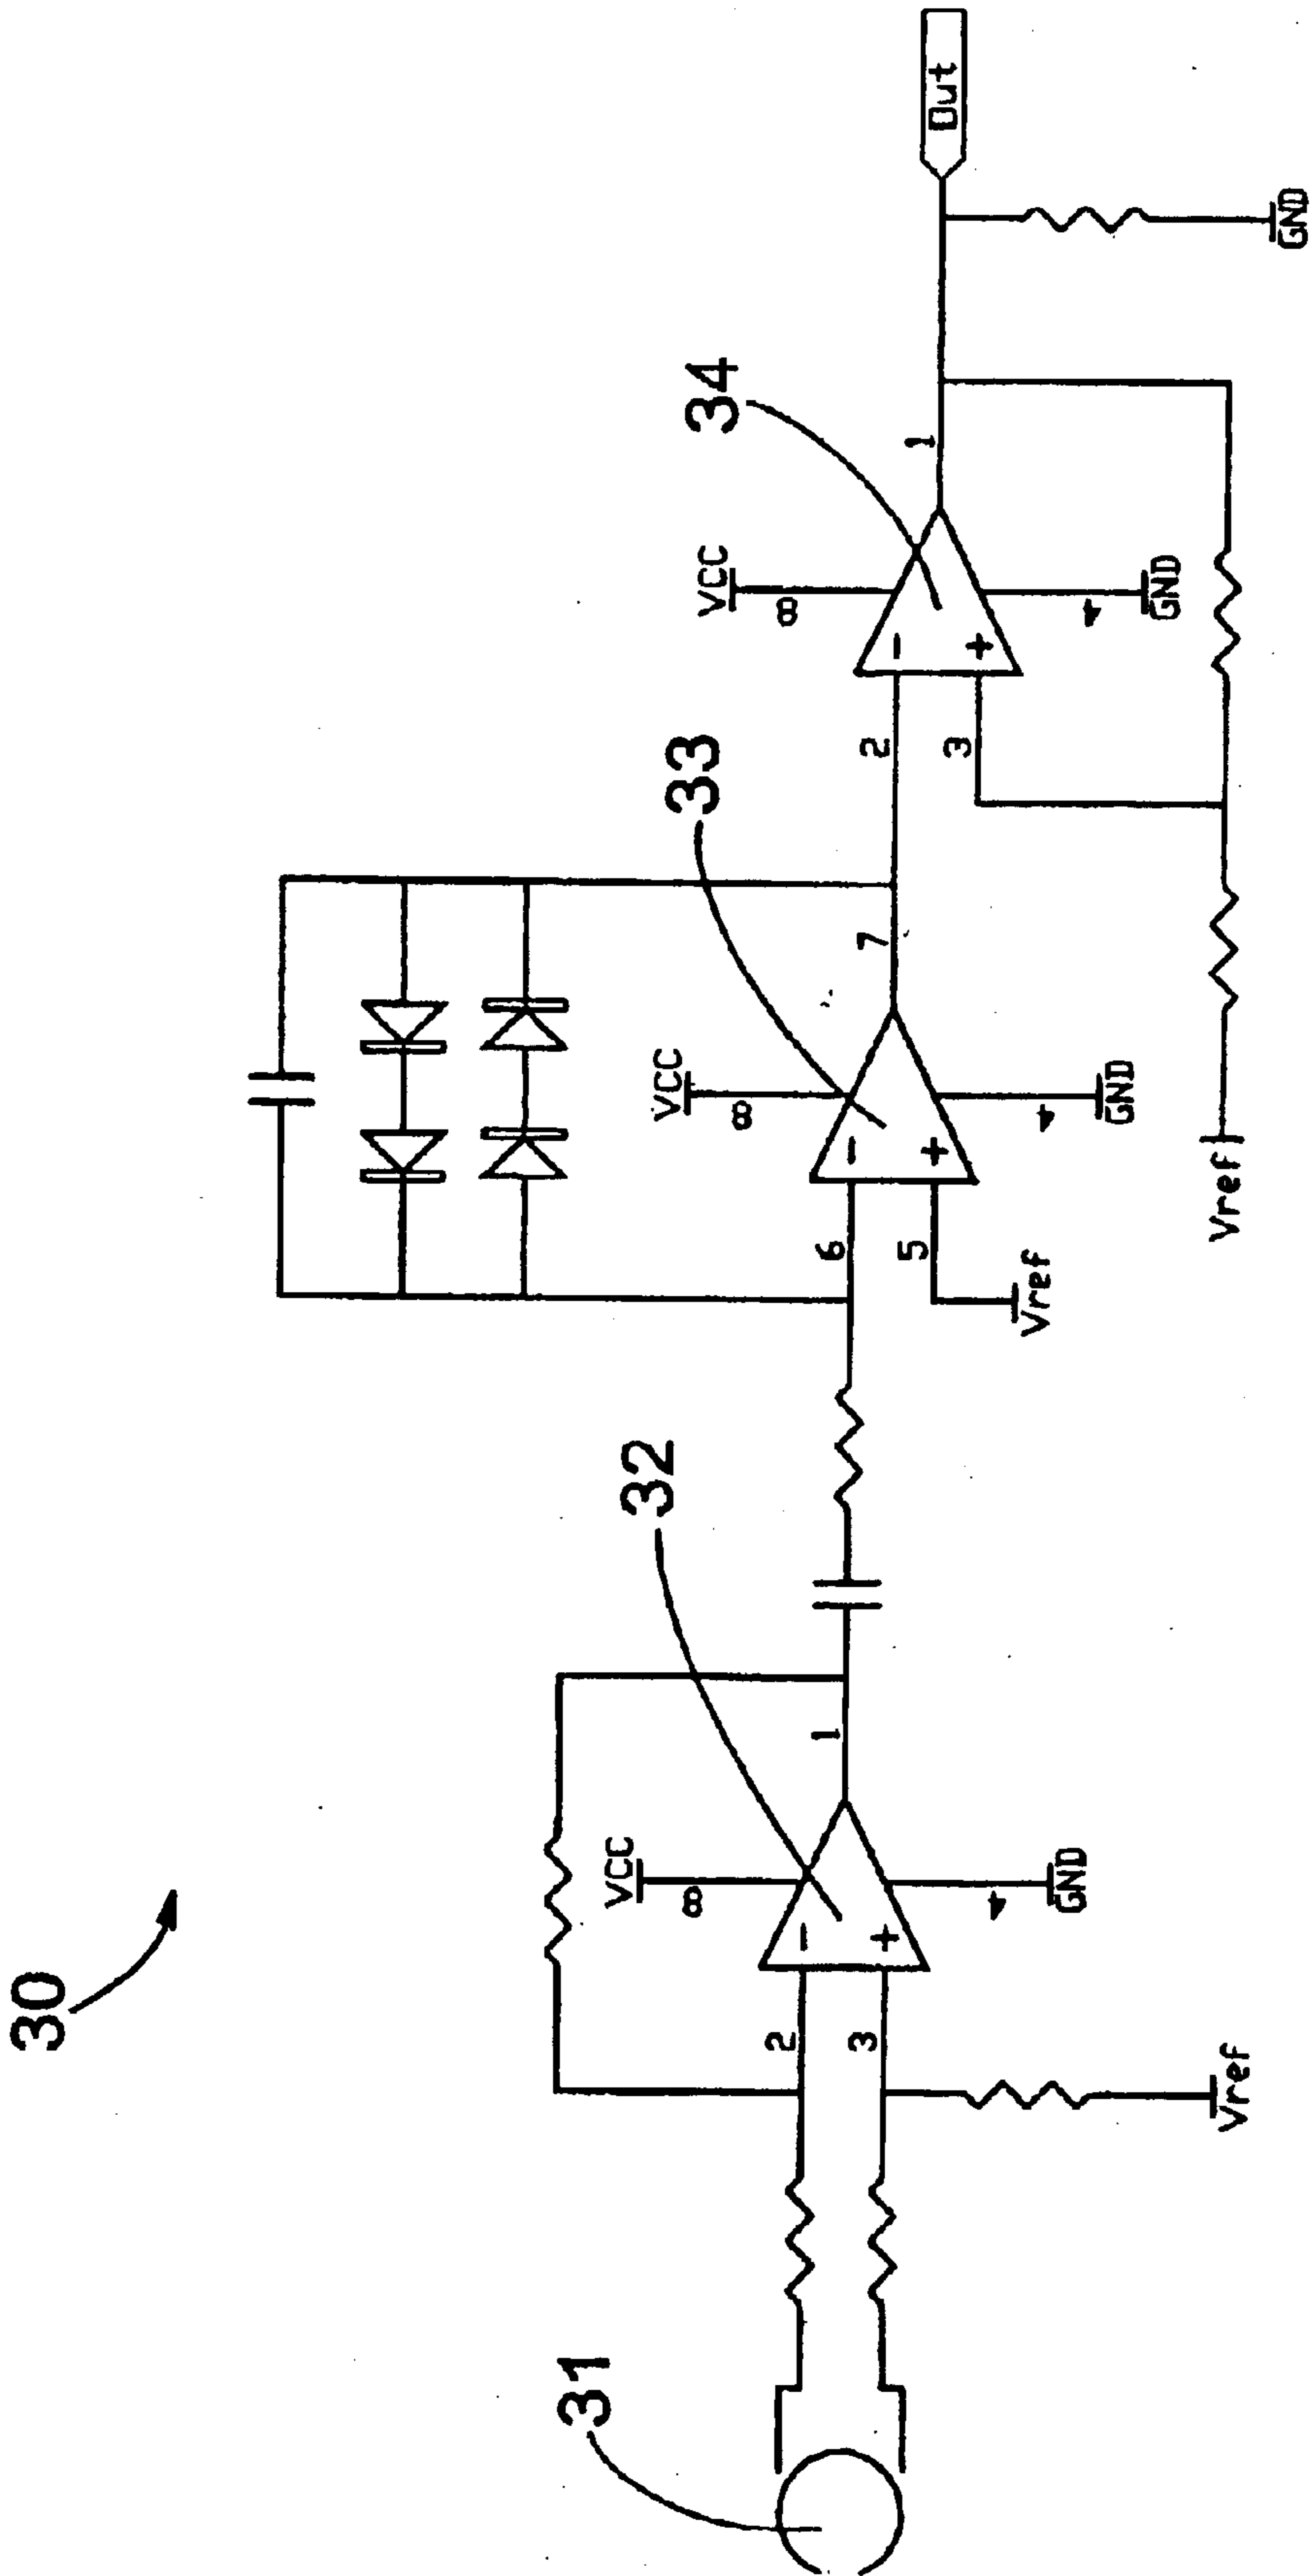 30
31
2
3
Vref
VCC
8
-
+
4
GND
1
32
6
5
Vref
VCC
8
-
+
4
GND
7
33
2
3
Vref
VCC
8
-
+
4
GND
1
34
GND
Out